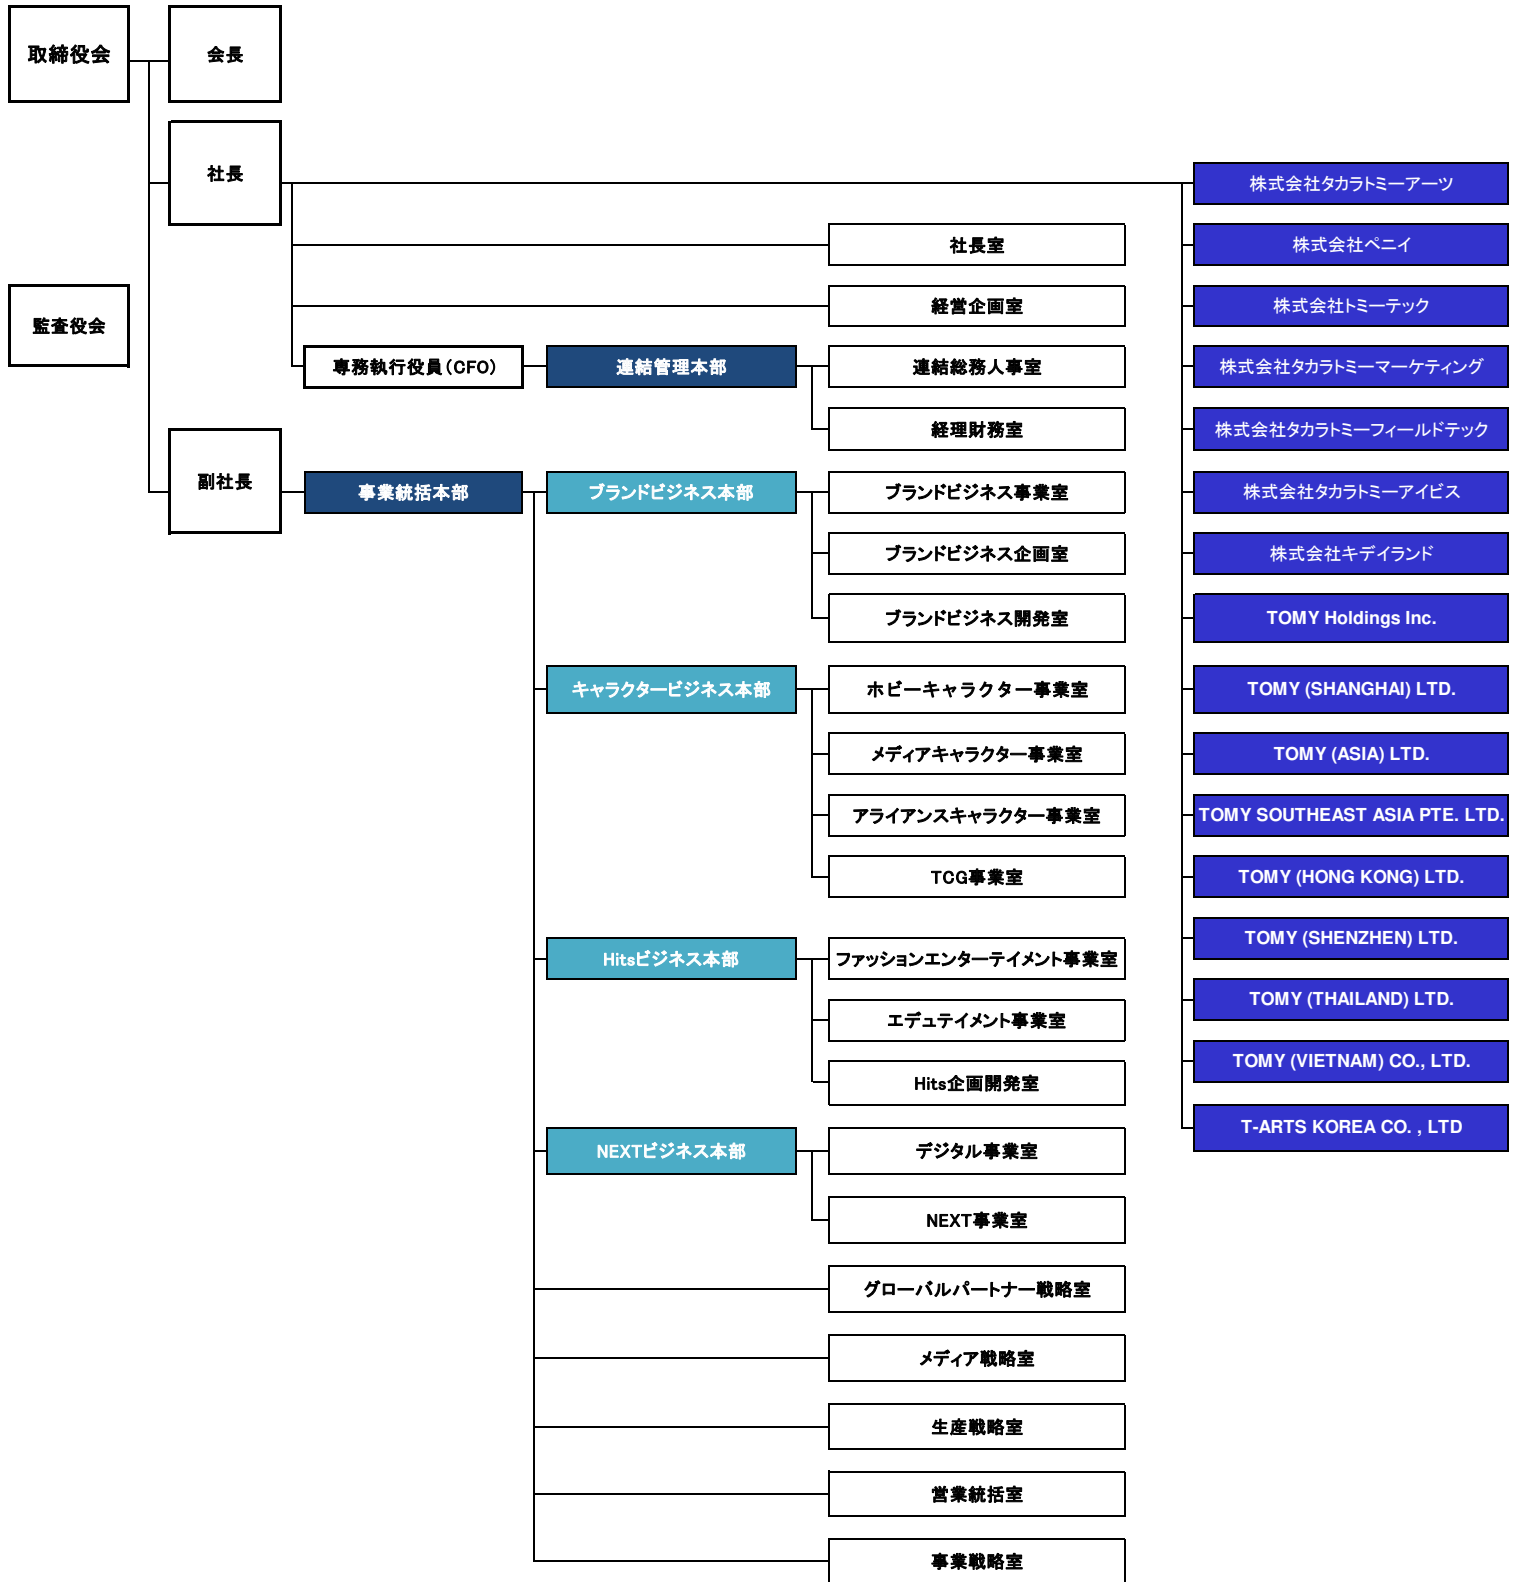 取締役会
会長
社長
株式会社タカラトミーアーツ
社長室
株式会社ペニイ
監査役会
経営企画室
株式会社トミーテック
専務執行役員(CFO)
連結管理本部
連結総務人事室
株式会社タカラトミーマーケティング
経理財務室
株式会社タカラトミーフィールドテック
副社長
事業統括本部
ブランドビジネス本部
ブランドビジネス事業室
株式会社タカラトミーアイビス
ブランドビジネス企画室
株式会社キデイランド
ブランドビジネス開発室
TOMY Holdings Inc.
キャラクタービジネス本部
ホビーキャラクター事業室
TOMY (SHANGHAI) LTD.
メディアキャラクター事業室
TOMY (ASIA) LTD.
アライアンスキャラクター事業室
TOMY SOUTHEAST ASIA PTE. LTD.
TCG事業室
TOMY (HONG KONG) LTD.
Hitsビジネス本部
ファッションエンターテイメント事業室
TOMY (SHENZHEN) LTD.
エデュテイメント事業室
TOMY (THAILAND) LTD.
Hits企画開発室
TOMY (VIETNAM) CO., LTD.
NEXTビジネス本部
デジタル事業室
T-ARTS KOREA CO. , LTD
NEXT事業室
グローバルパートナー戦略室
メディア戦略室
生産戦略室
営業統括室
事業戦略室